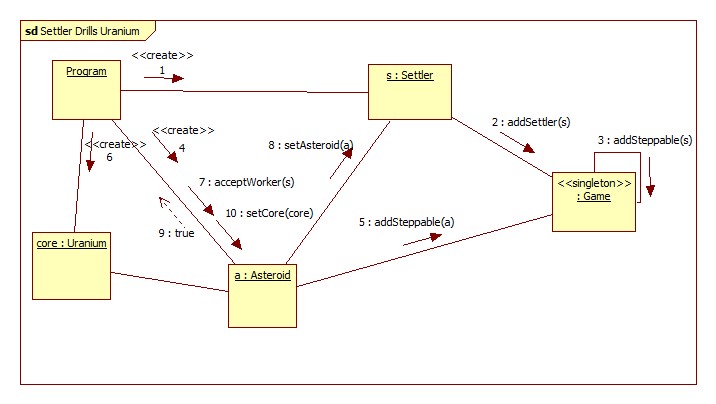 sd Settler Drills Uranium
<<create>>
1
Program
s : Settler
2: addSettler(s)
3: addSteppable(s)
<<create>>
4
<<create>>
6
8: setAsteroid(a)
7: acceptWorker(s)
<<singleton>>
: Game
10: setCore(core)
5: addSteppable(a)
9: true
core : Uranium
a : Asteroid